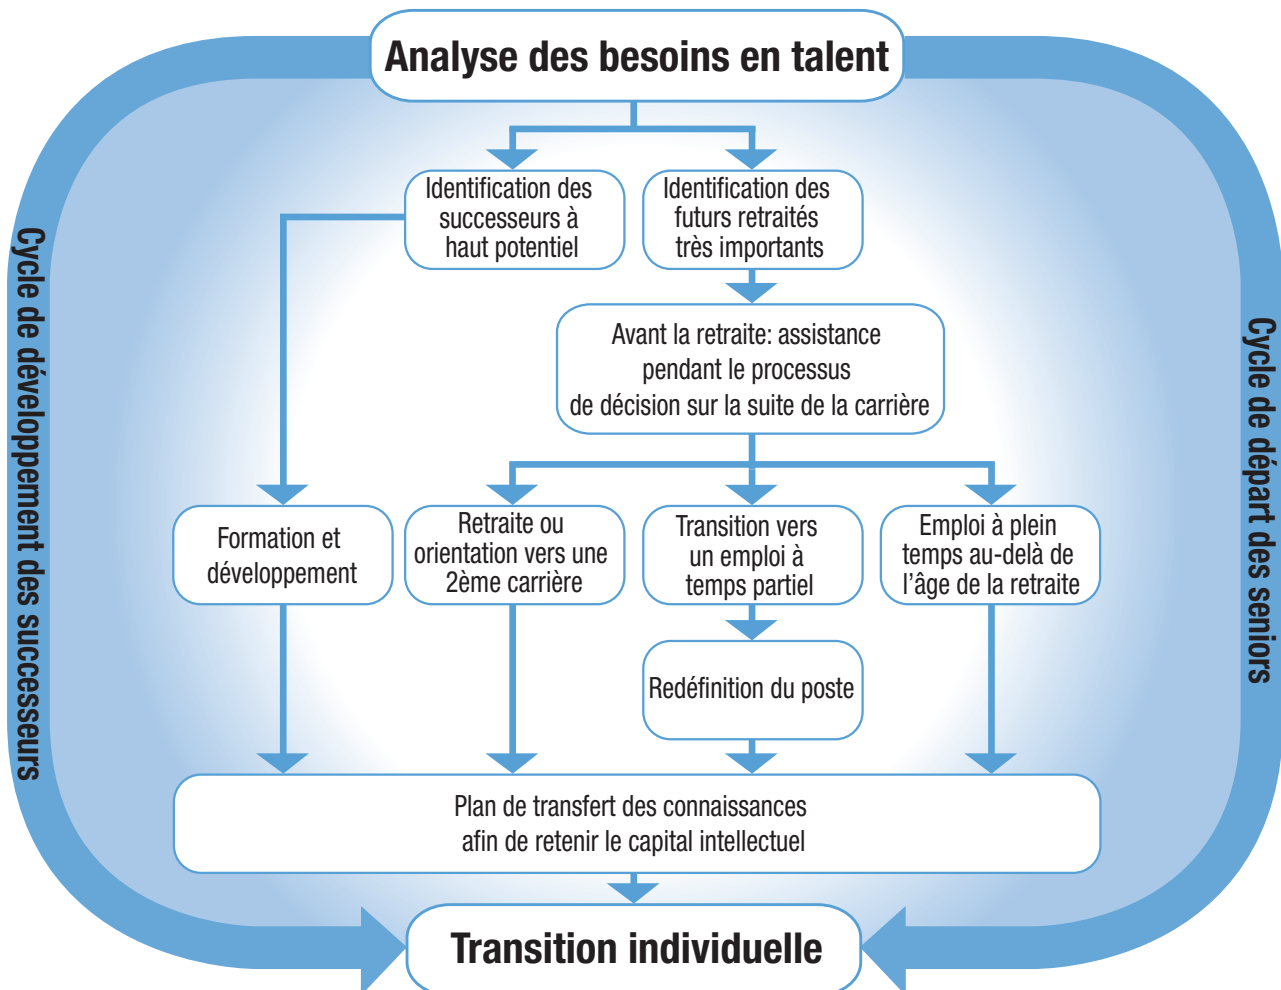 Analyse des besoins en talent
Identification des
successeurs à
haut potentiel
Identification des
futurs retraités
très importants
Avant la retraite: assistance
pendant le processus
de décision sur la suite de la carrière
Formation et
développement
Retraite ou
orientation vers une
2ème carrière
Transition vers
un emploi à
temps partiel
Emploi à plein
temps au-delà de
l’âge de la retraite
Redéfinition du poste
Plan de transfert des connaissances
afin de retenir le capital intellectuel
Transition individuelle
Cycle de développement des successeurs
Cycle de départ des seniors